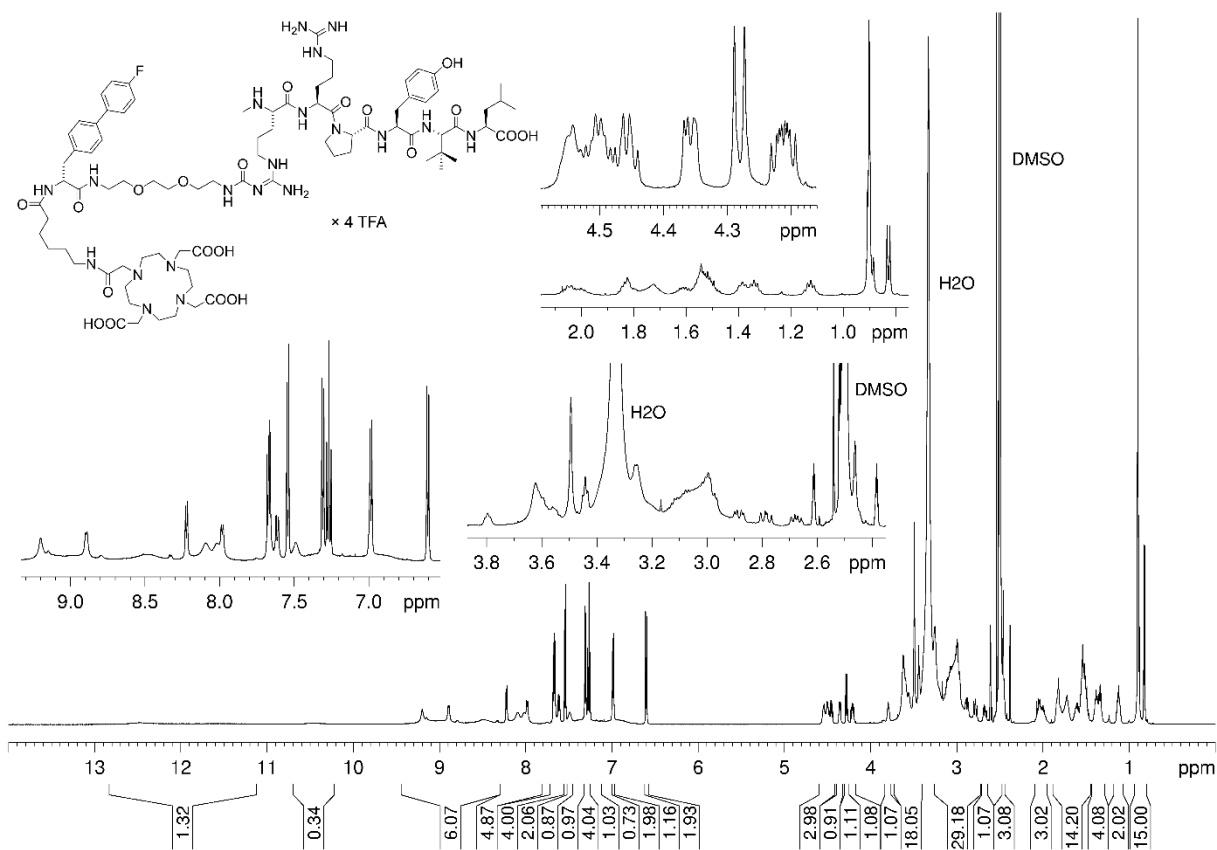 H₂N NH
HN
F
OH
O O O O
H
N N
H N N
H N
H COOH
O O O
HN
H
N O O H
N N NH₂
HN O O
O
× 4 TFA
H
N N N COOH
O
COOH
N N
HOOC
4.5 4.4 4.3 ppm
DMSO
H2O
2.0 1.8 1.6 1.4 1.2 1.0 ppm
H2O
DMSO
3.8 3.6 3.4 3.2 3.0 2.8 2.6 ppm
9.0 8.5 8.0 7.5 7.0 ppm
13 12 11 10 9 8 7 6 5 4 3 2 1 ppm
1.32 0.34 6.07 4.87 4.00 2.06 0.87 0.97 4.04 1.03 0.73 1.98 1.16 1.93 2.98 0.91 1.11 1.08 1.07 18.05 29.18 1.07 3.08 3.02 14.20 4.08 2.02 15.00